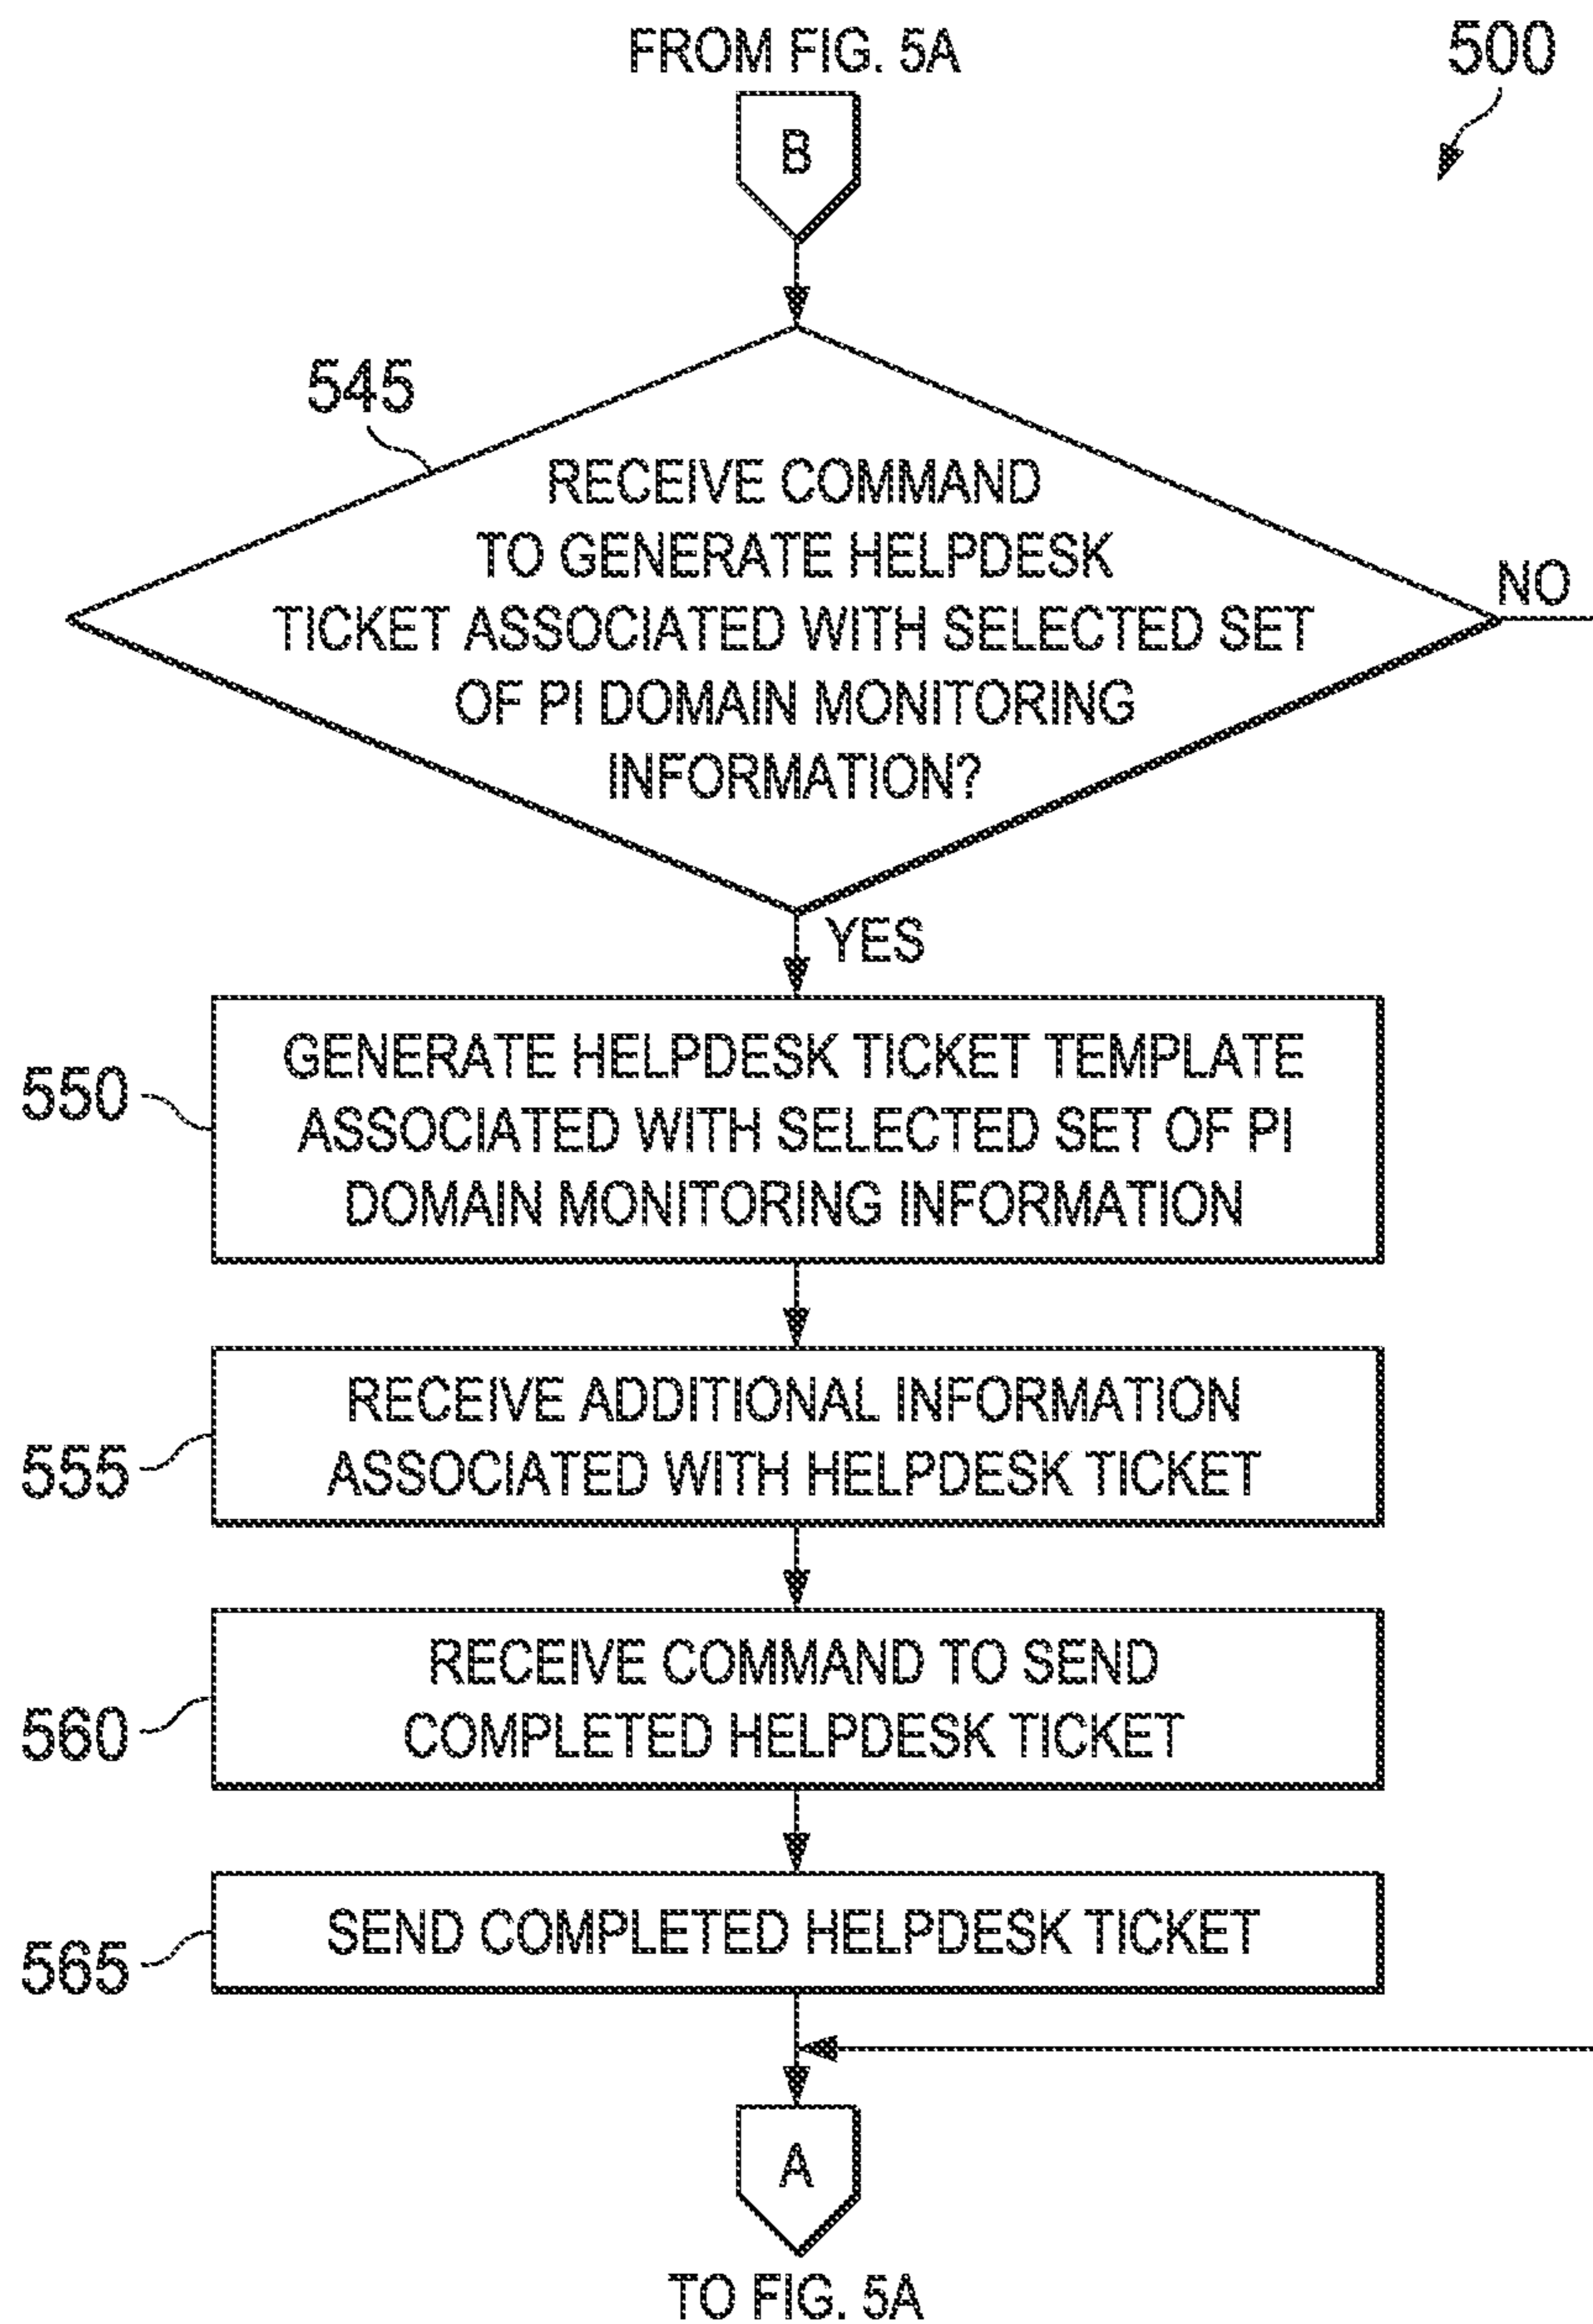 FROM FIG. 5A
500
B
545
RECEIVE COMMAND
TO GENERATE HELPDESK
TICKET ASSOCIATED WITH SELECTED SET
OF PI DOMAIN MONITORING
INFORMATION?
NO
YES
550
GENERATE HELPDESK TICKET TEMPLATE
ASSOCIATED WITH SELECTED SET OF PI
DOMAIN MONITORING INFORMATION
555
RECEIVE ADDITIONAL INFORMATION
ASSOCIATED WITH HELPDESK TICKET
560
RECEIVE COMMAND TO SEND
COMPLETED HELPDESK TICKET
565
SEND COMPLETED HELPDESK TICKET
A
TO FIG. 5A